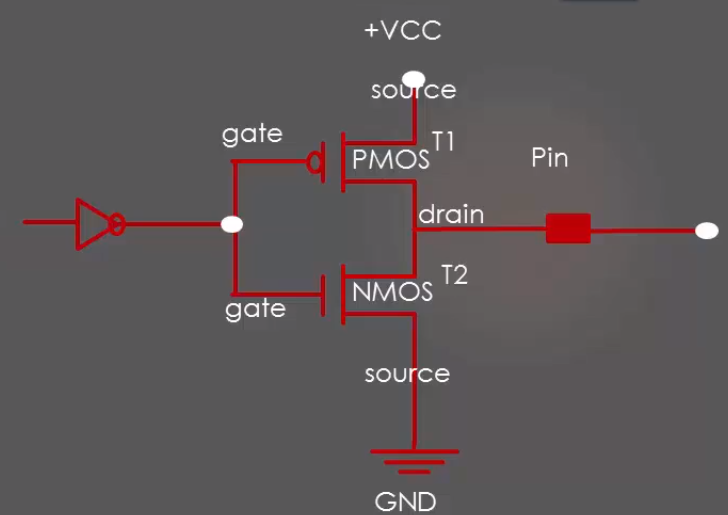 +VCC
source
gate
T1
PMOS
Pin
drain
T2
NMOS
gate
source
GND